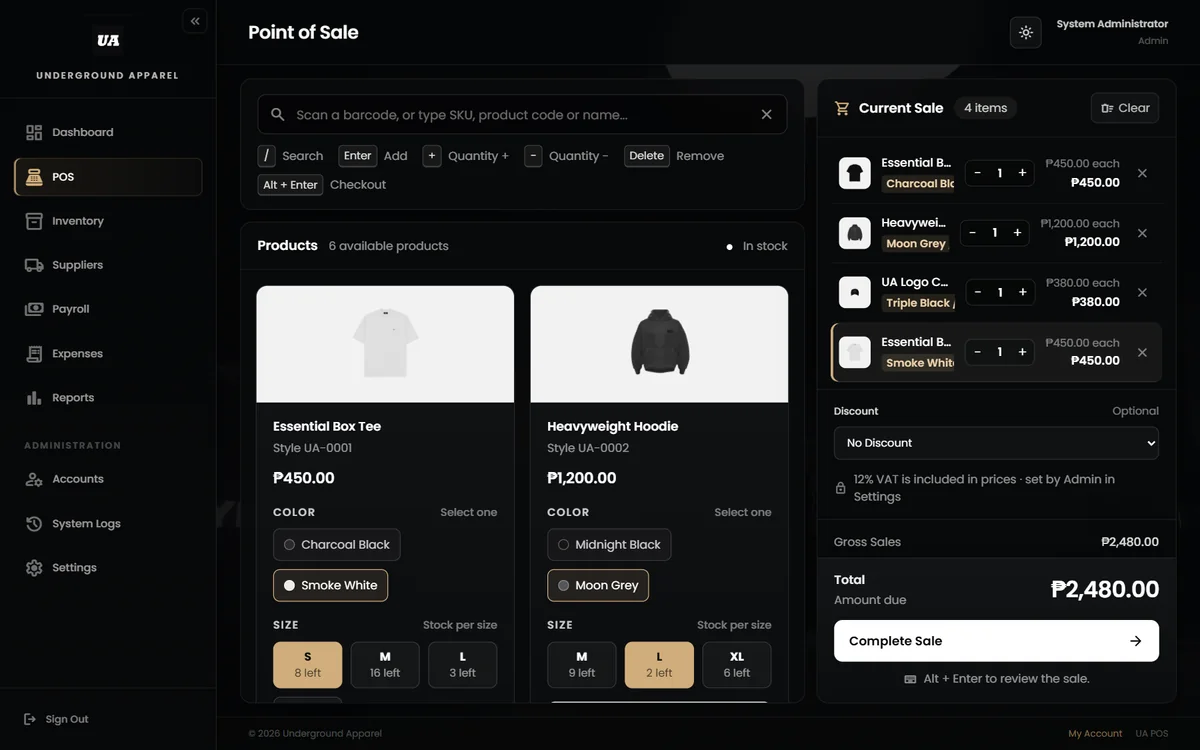 UA
UNDERGROUND APPAREL
Dashboard
POS
Inventory
Suppliers
Payroll
Expenses
Reports
ADMINISTRATION
Accounts
System Logs
Settings
Sign Out
Point of Sale
System Administrator
Admin
Scan a barcode, or type SKU, product code or name...
/ Search Enter Add + Quantity + - Quantity - Delete Remove
Alt + Enter Checkout
Products 6 available products In stock
Essential Box Tee
Style UA-0001
₱450.00
COLOR Select one
Charcoal Black
Smoke White
SIZE Stock per size
S M L
8 left 16 left 3 left
Heavyweight Hoodie
Style UA-0002
₱1,200.00
COLOR Select one
Midnight Black
Moon Grey
SIZE Stock per size
M L XL
9 left 2 left 6 left
Current Sale 4 items Clear
Essential B... - 1 + ₱450.00 each
Charcoal Blc ₱450.00
Heavywei... - 1 + ₱1,200.00 each
Moon Grey ₱1,200.00
UA Logo C... - 1 + ₱380.00 each
Triple Black / ₱380.00
Essential B... - 1 + ₱450.00 each
Smoke White ₱450.00
Discount Optional
No Discount
12% VAT is included in prices · set by Admin in
Settings
Gross Sales ₱2,480.00
Total
Amount due ₱2,480.00
Complete Sale
Alt + Enter to review the sale.
© 2026 Underground Apparel
My Account UA POS